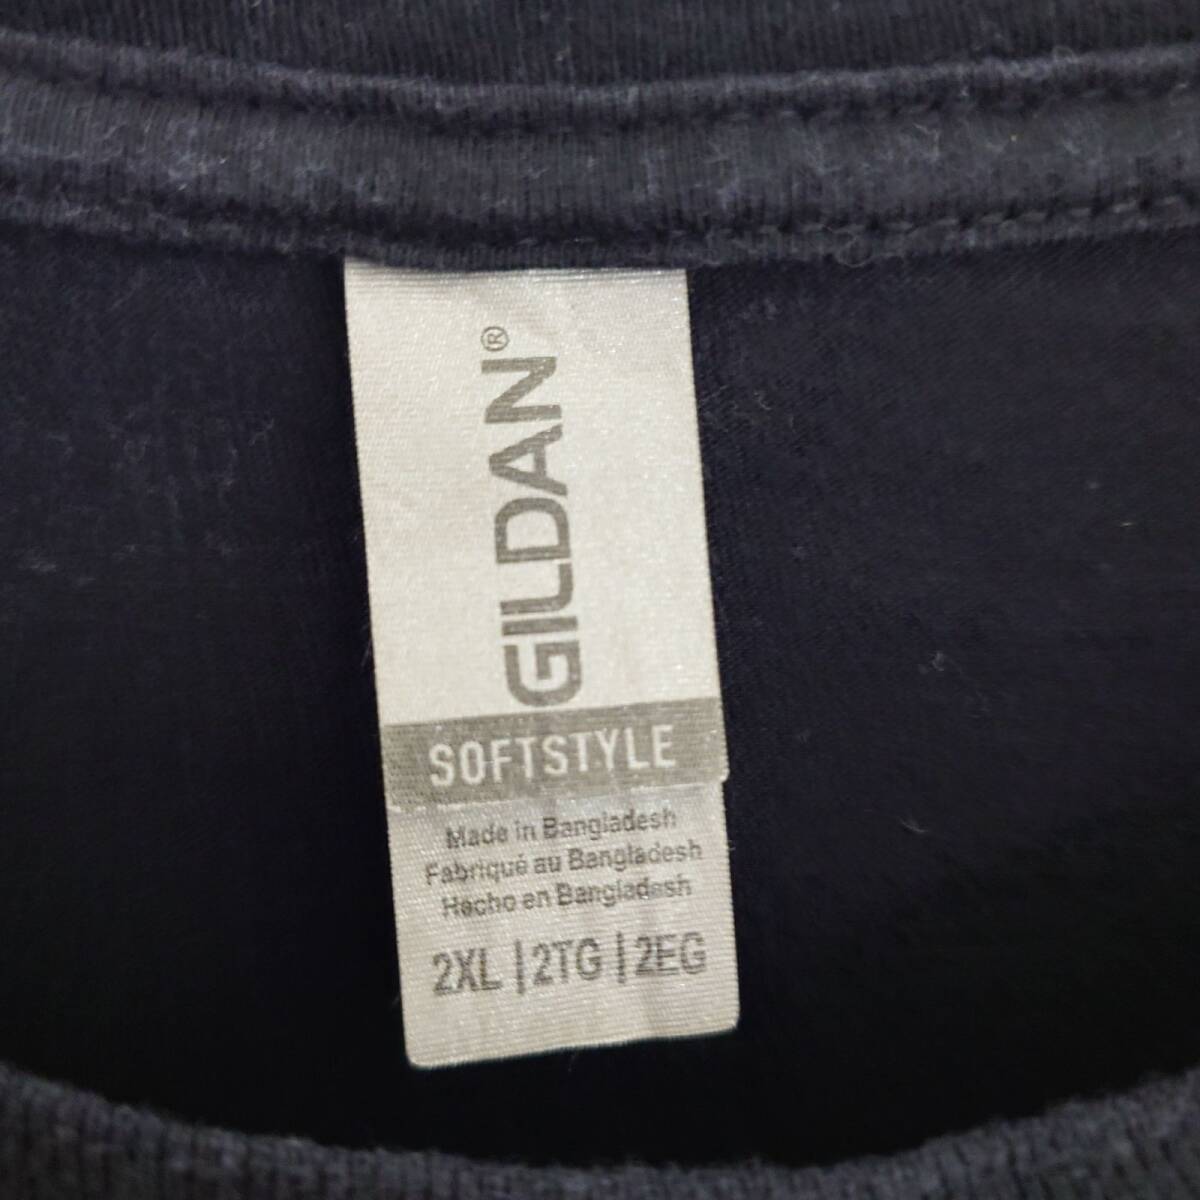 GILDAN®
SOFTSTYLE
Made in Bangladesh
Fabriqué au Bangladesh
Hecho en Bangladesh
2XL | 2TG | 2EG